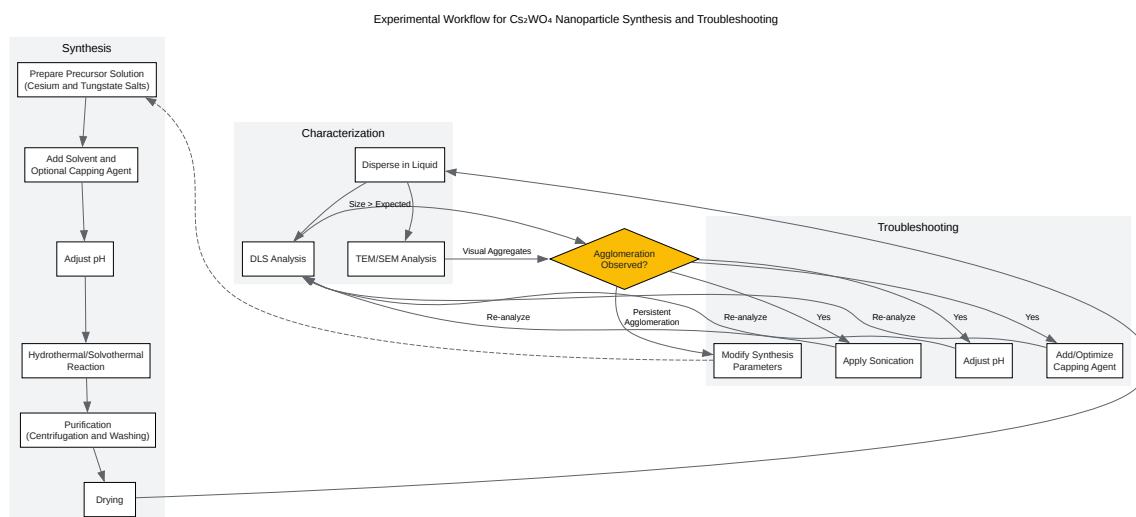 Experimental Workflow for Cs₂WO₄ Nanoparticle Synthesis and Troubleshooting
Synthesis
Prepare Precursor Solution
(Cesium and Tungstate Salts)
Add Solvent and
Optional Capping Agent
Adjust pH
Hydrothermal/Solvothermal
Reaction
Purification
(Centrifugation and Washing)
Drying
Characterization
Disperse in Liquid
Size > Expected
DLS Analysis
TEM/SEM Analysis
Visual Aggregates
Agglomeration
Observed?
Troubleshooting
Re-analyze
Persistent
Agglomeration
Re-analyze
Yes
Re-analyze
Yes
Yes
Modify Synthesis
Parameters
Apply Sonication
Adjust pH
Add/Optimize
Capping Agent